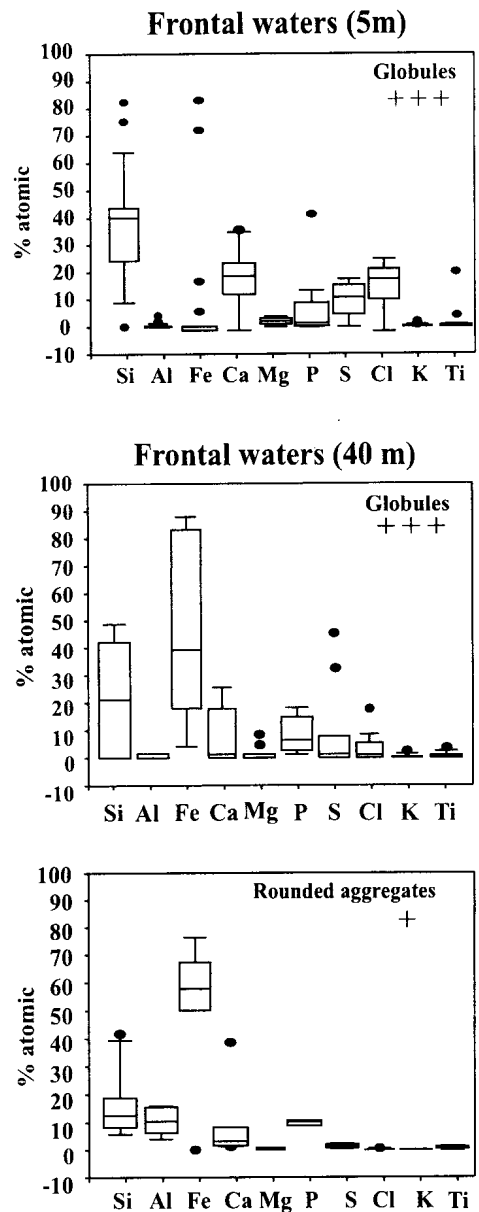 Frontal waters (5m)
100
90
80
70
60
50
40
30
20
10
0
-10
% atomic
Globules
+ + +
Si Al Fe Ca Mg P S Cl K Ti
Frontal waters (40 m)
100
90
80
70
60
50
40
30
20
10
0
-10
% atomic
Globules
+ + +
Si Al Fe Ca Mg P S Cl K Ti
100
90
80
70
60
50
40
30
20
10
0
-10
% atomic
Rounded aggregates
+
Si Al Fe Ca Mg P S Cl K Ti